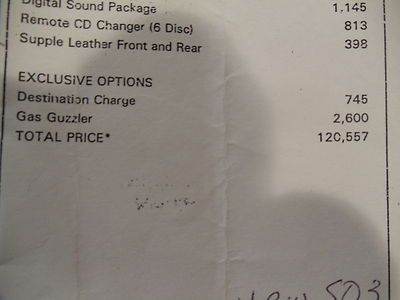 Digital Sound Package 1.145
Remote CD Changer (6 Disc) 813
Supple Leather Front and Rear 398
EXCLUSIVE OPTIONS
Destination Charge 745
Gas Guzzler 2,600
TOTAL PRICE* 120,557
503